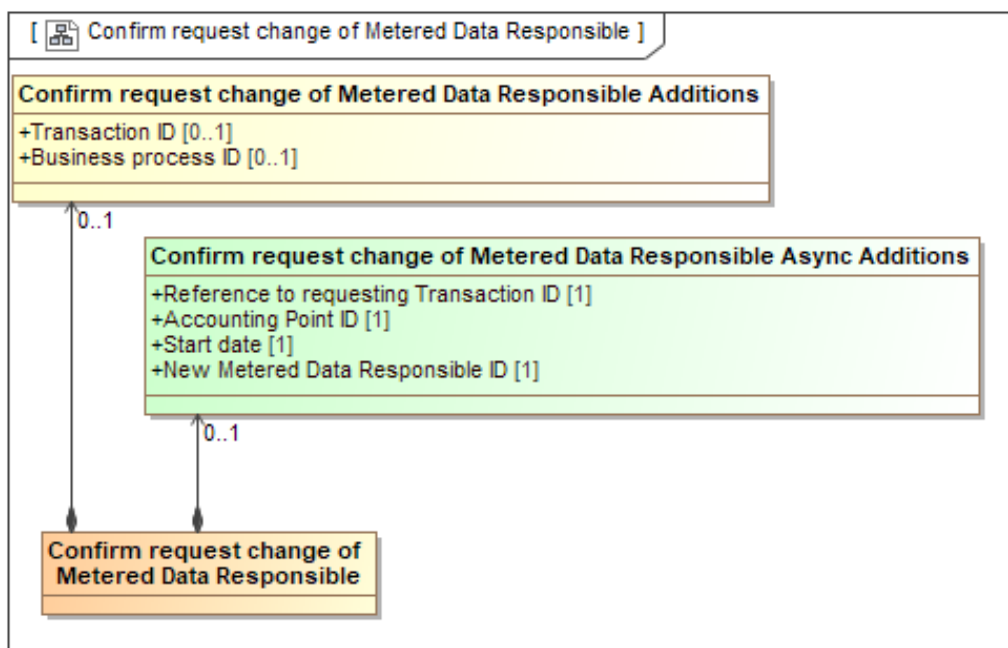 [ Confirm request change of Metered Data Responsible ]
Confirm request change of Metered Data Responsible Additions
+Transaction ID [0..1]
+Business process ID [0..1]
0..1
Confirm request change of Metered Data Responsible Async Additions
+Reference to requesting Transaction ID [1]
+Accounting Point ID [1]
+Start date [1]
+New Metered Data Responsible ID [1]
0..1
Confirm request change of
Metered Data Responsible